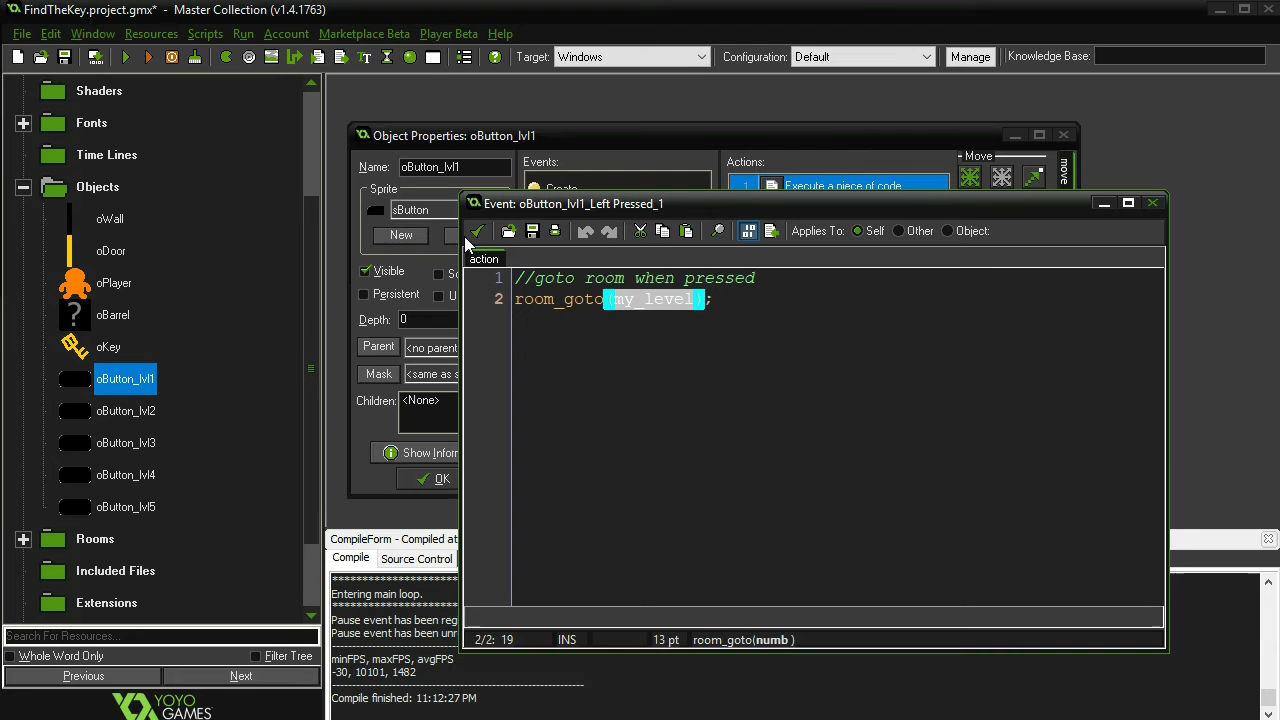 FindTheKey.project.gmx* - Master Collection (v1.4.1763)
File Edit Window Resources Scripts Run Account Marketplace Beta Player Beta Help
Target: Windows Configuration: Default Manage Knowledge Base:
Shaders
Fonts
Time Lines
Objects
oWall
oDoor
oPlayer
oBarrel
oKey
oButton_lvl1
oButton_lvl2
oButton_lvl3
oButton_lvl4
oButton_lvl5
Rooms
Included Files
Extensions
Search For Resources...
Whole Word Only Filter Tree
Previous Next
YOYO
GAMES
Object Properties: oButton_lvl1
Name: oButton_lvl1
Sprite
sButton
New
Visible
Persistent
Depth: 0
Parent <no parent
Mask <same as s
Children: <None>
Show Inform
OK
Events:
Create
Actions:
1 Execute a piece of code
Move
move
Event: oButton_lvl1_Left Pressed_1
Applies To: Self Other Object:
action
1 //goto room when pressed
2 room_goto(my_level);
2/2: 19 INS 13 pt room_goto(numb )
CompileForm - Compiled at
Compile Source Control
Entering main loop.
Pause event has been reg
Pause event has been unr
minFPS, maxFPS, avgFPS
-30, 10101, 1482
Compile finished: 11:12:27 PM